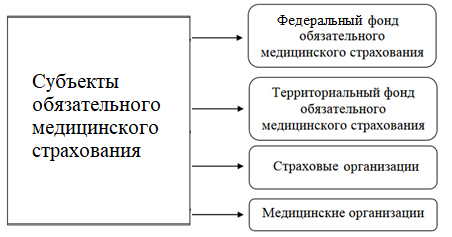 Субъекты
обязательного
медицинского
страхования
Федеральный фонд
обязательного
медицинского страхования
Территориальный фонд
обязательного
медицинского страхования
Страховые организации
Медицинские организации